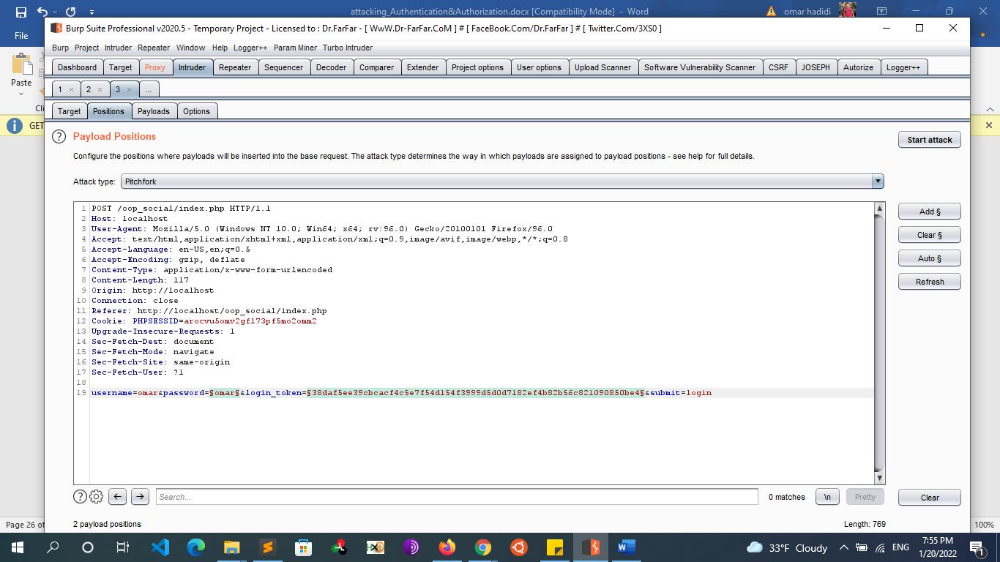 attacking_Authentication&Authorization.docx [Compatibility Mode] - Word
omar hadidi
File
Paste
GET
Burp Suite Professional v2020.5 - Temporary Project - Licensed to : Dr.FarFar - [ WwW.Dr-FarFar.CoM ] # [ FaceBook.Com/Dr.FarFar ] # [ Twitter.Com/3XS0 ]
Burp Project Intruder Repeater Window Help Logger++ Param Miner Turbo Intruder
Dashboard Target Proxy Intruder Repeater Sequencer Decoder Comparer Extender Project options User options Upload Scanner Software Vulnerability Scanner CSRF JOSEPH Autorize Logger++
1 × 2 × 3 × ...
Target Positions Payloads Options
? Payload Positions
Start attack
Configure the positions where payloads will be inserted into the base request. The attack type determines the way in which payloads are assigned to payload positions - see help for full details.
Attack type: Pitchfork
1 POST /oop_social/index.php HTTP/1.1
2 Host: localhost
3 User-Agent: Mozilla/5.0 (Windows NT 10.0; Win64; x64; rv:96.0) Gecko/20100101 Firefox/96.0
4 Accept: text/html,application/xhtml+xml,application/xml;q=0.9,image/avif,image/webp,*/*;q=0.8
5 Accept-Language: en-US,en;q=0.5
6 Accept-Encoding: gzip, deflate
7 Content-Type: application/x-www-form-urlencoded
8 Content-Length: 117
9 Origin: http://localhost
10 Connection: close
11 Referer: http://localhost/oop_social/index.php
12 Cookie: PHPSESSID=arocvu5omv2gf173pf5mo2omm2
13 Upgrade-Insecure-Requests: 1
14 Sec-Fetch-Dest: document
15 Sec-Fetch-Mode: navigate
16 Sec-Fetch-Site: same-origin
17 Sec-Fetch-User: ?1
18
19 username=omar&password=§omar§&login_token=§38daf5ee39cbcacf4c5e7f54d154f3999d5d0d7182ef4b82b56c821090850be4§&submit=login
Add §
Clear §
Auto §
Refresh
? Search... 0 matches \n Pretty Clear
2 payload positions Length: 769
Page 26 of
100%
33°F Cloudy ENG 7:55 PM
1/20/2022
1